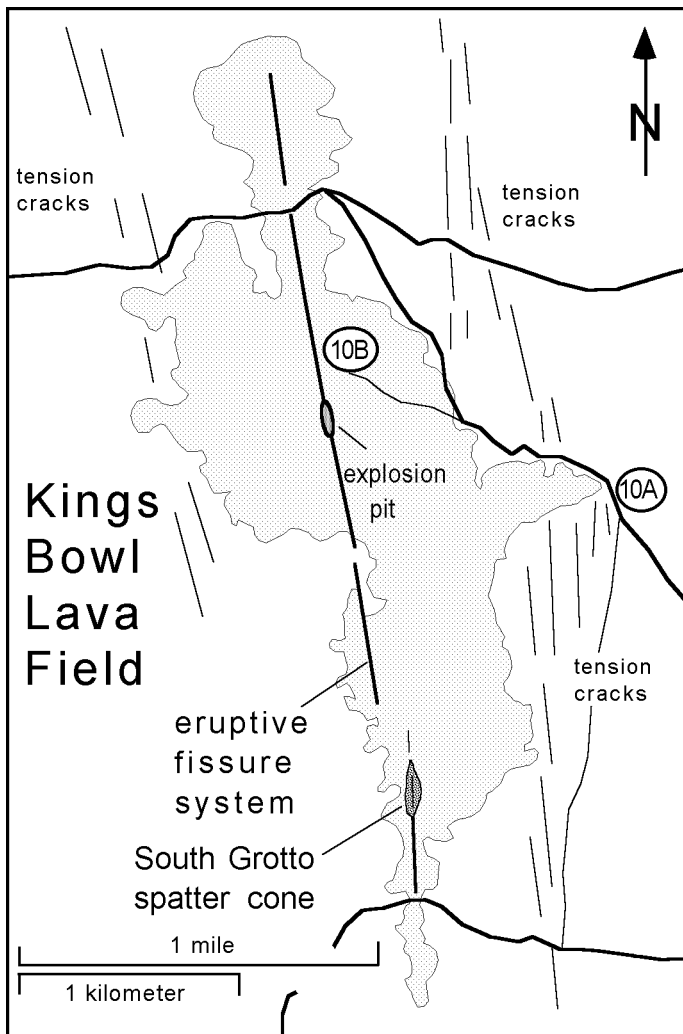 N
tension
cracks
tension
cracks
10B
explosion
pit
10A
Kings
Bowl
Lava
Field
tension
cracks
eruptive
fissure
system
South Grotto
spatter cone
1 mile
1 kilometer